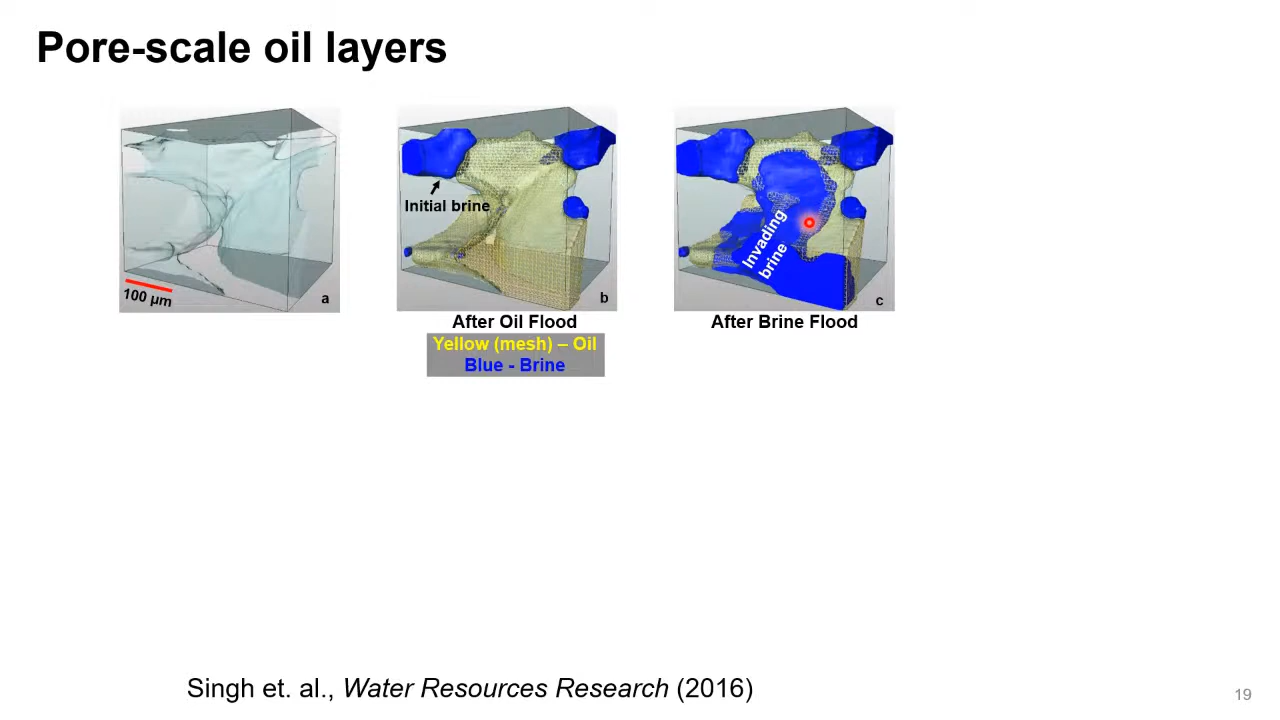 Pore-scale oil layers
Initial brine
100 µm
a
b
Invading
brine
c
After Oil Flood
After Brine Flood
Yellow (mesh) – Oil
Blue - Brine
Singh et. al., Water Resources Research (2016)
19